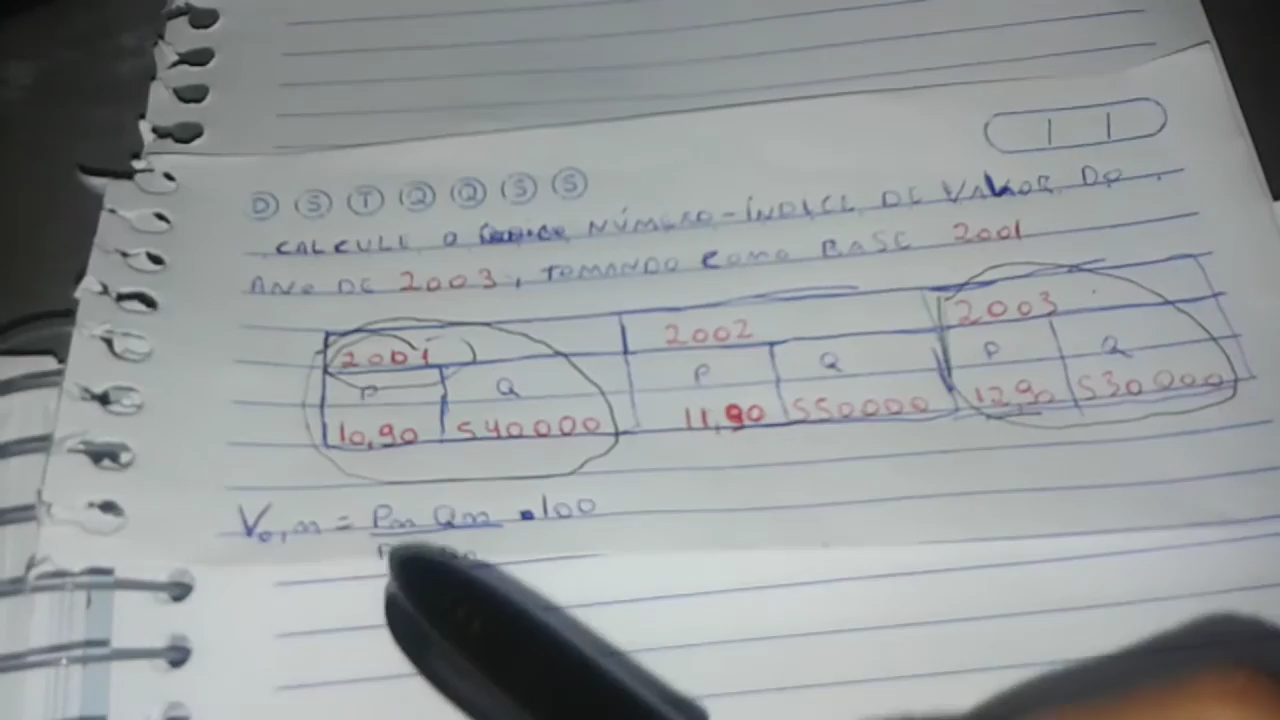 D S T Q Q S S
CALCULE O NÚMERO-ÍNDICE DE VALOR DO
ANO DE 2003, TOMANDO COMO BASE 2001
2001 2002 2003
P Q P Q P Q
10,90 540000 11,90 550000 12,90 530000
Vo,n = Pn Qn . 100